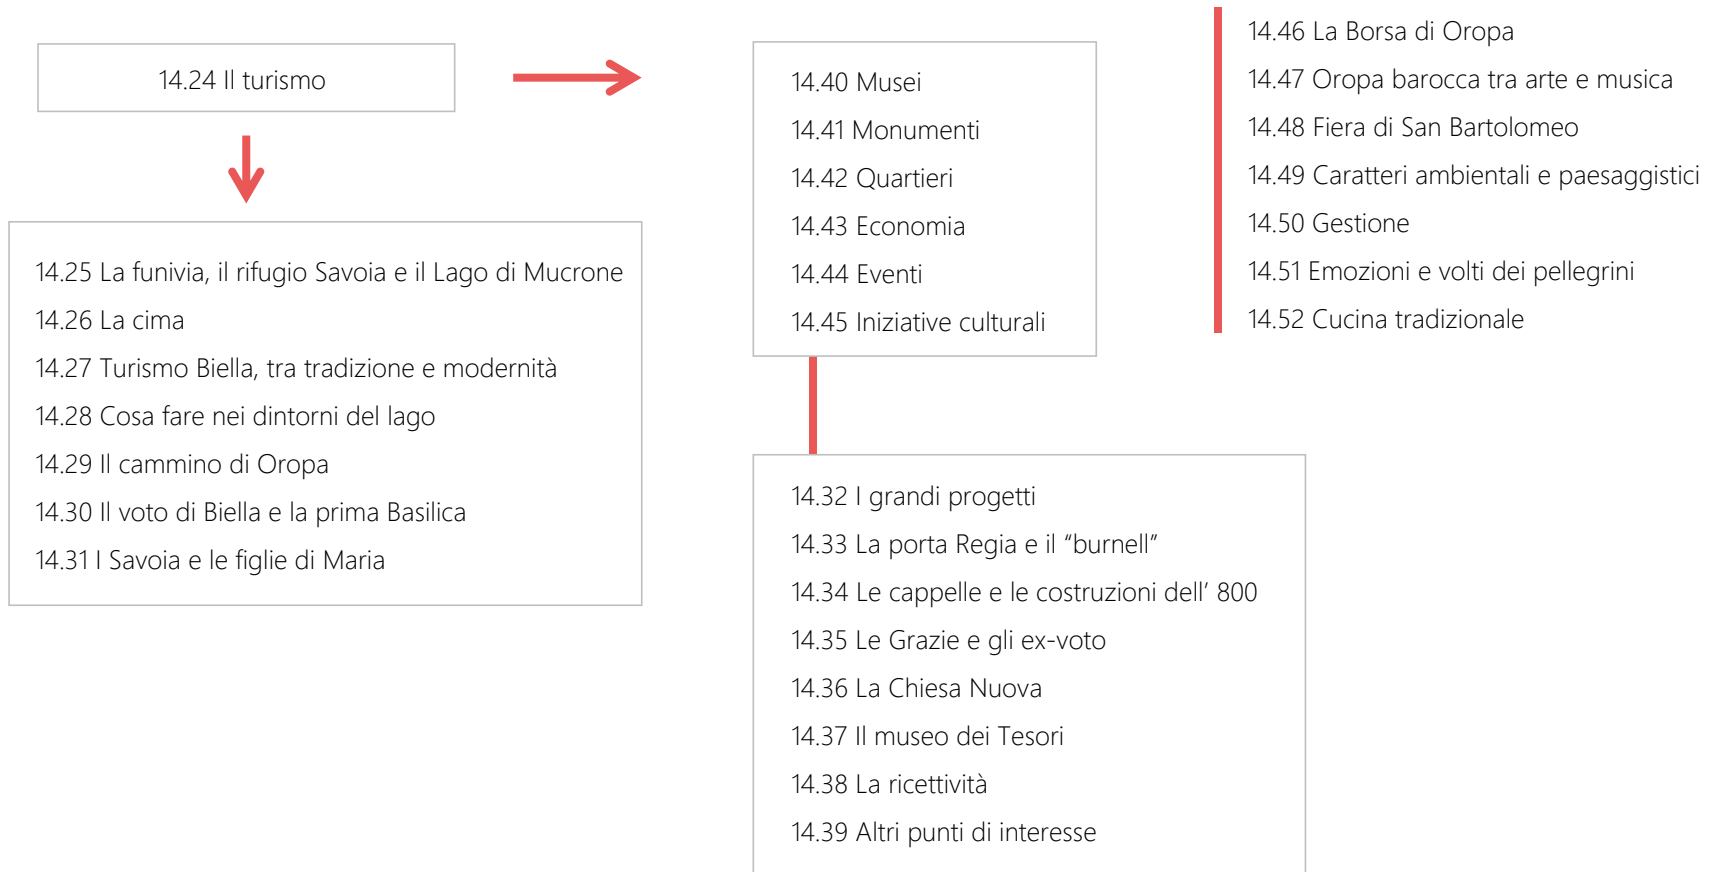 14.24 Il turismo
14.25 La funivia, il rifugio Savoia e il Lago di Mucrone
14.26 La cima
14.27 Turismo Biella, tra tradizione e modernità
14.28 Cosa fare nei dintorni del lago
14.29 Il cammino di Oropa
14.30 Il voto di Biella e la prima Basilica
14.31 I Savoia e le figlie di Maria
14.40 Musei
14.41 Monumenti
14.42 Quartieri
14.43 Economia
14.44 Eventi
14.45 Iniziative culturali
14.32 I grandi progetti
14.33 La porta Regia e il “burnell”
14.34 Le cappelle e le costruzioni dell’ 800
14.35 Le Grazie e gli ex-voto
14.36 La Chiesa Nuova
14.37 Il museo dei Tesori
14.38 La ricettività
14.39 Altri punti di interesse
14.46 La Borsa di Oropa
14.47 Oropa barocca tra arte e musica
14.48 Fiera di San Bartolomeo
14.49 Caratteri ambientali e paesaggistici
14.50 Gestione
14.51 Emozioni e volti dei pellegrini
14.52 Cucina tradizionale